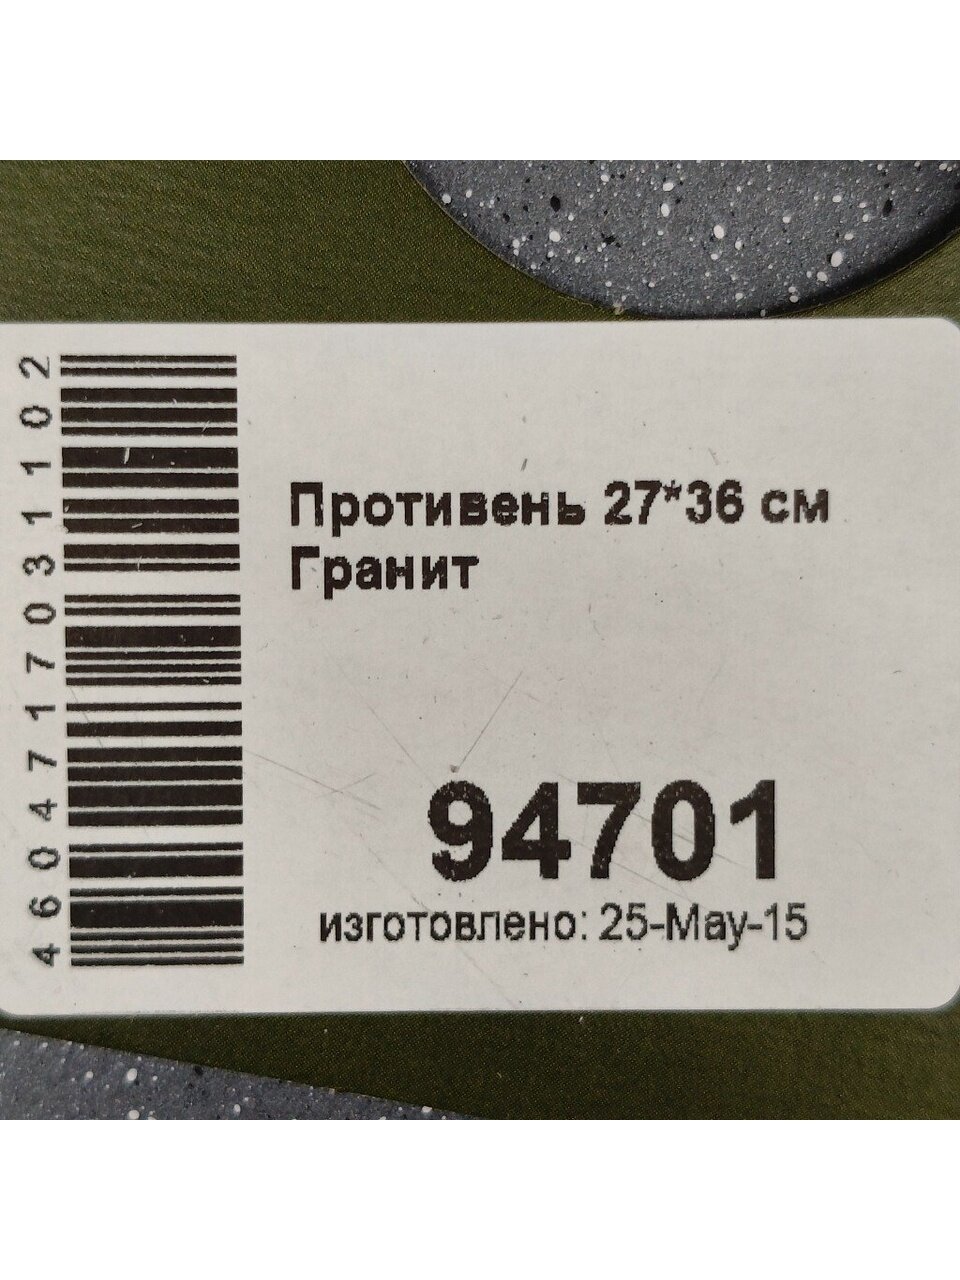 4604717031102
Противень 27*36 см
Гранит
94701
изготовлено: 25-May-15